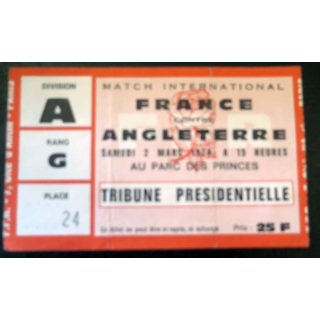 DIVISION
A
RANG
G
PLACE
24
MATCH INTERNATIONAL
FRANCE
CONTRE
ANGLETERRE
SAMEDI 2 MARS 1974, A 15 HEURES
AU PARC DES PRINCES
TRIBUNE PRESIDENTIELLE
Ce billet ne peut être ni repris, ni échangé
Prix : 25 F